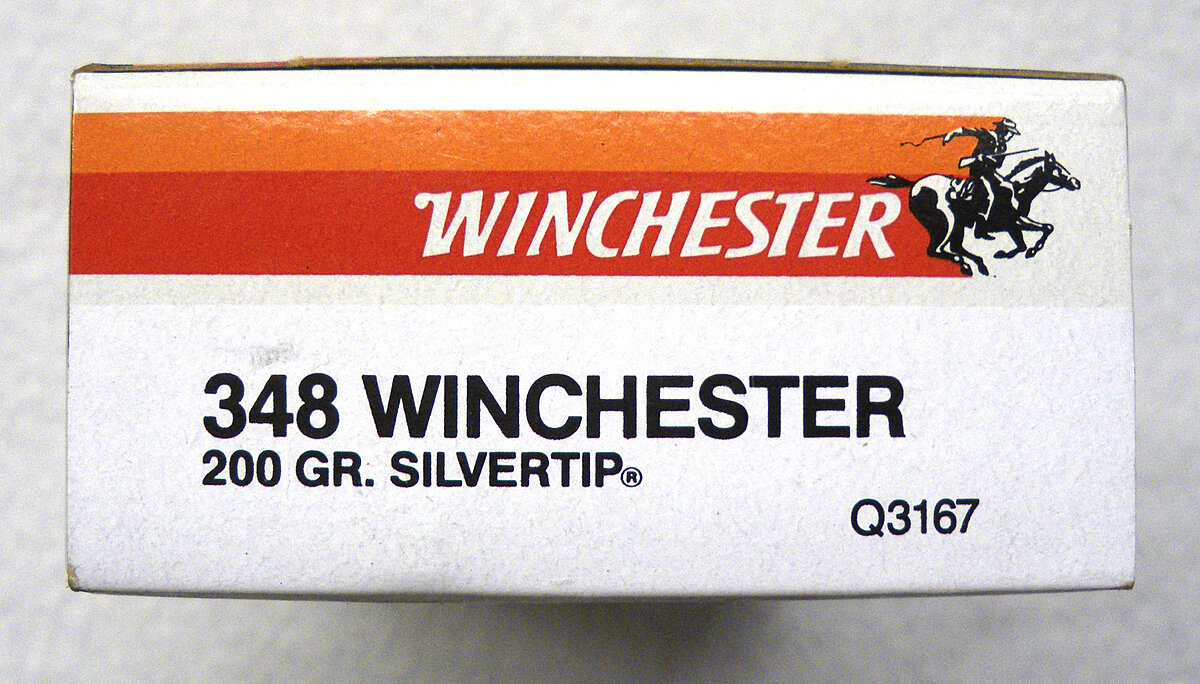 WINCHESTER
348 WINCHESTER
200 GR. SILVERTIP®
Q3167